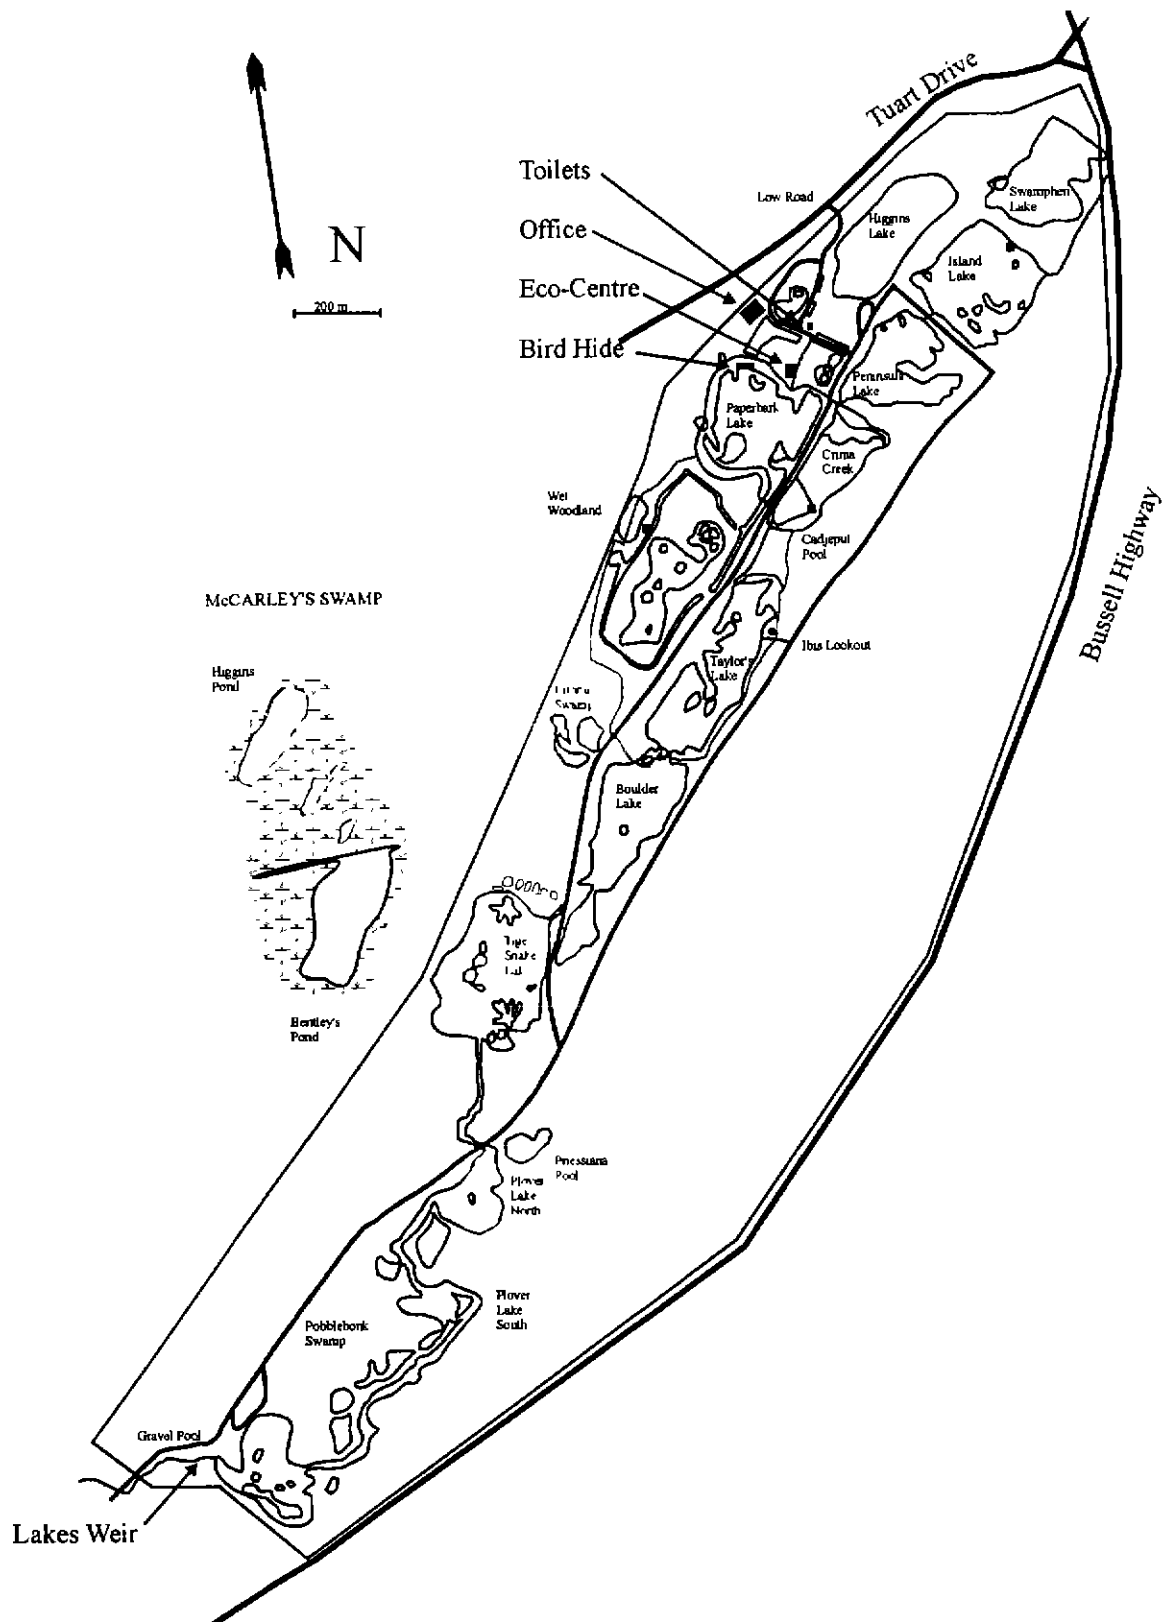 Tuart Drive
Toilets
Low Road
Higgins
Lake
Swamphen
Lake
Office
N
Island
Lake
Eco-Centre
200 m
Bird Hide
Peninsula
Lake
Paperbark
Lake
Creek
Wet
Woodland
Cadjeput
Pool
Bussell Highway
McCARLEY'S SWAMP
Ibis Lookout
Higgins
Pond
Taylor's
Lake
Swamp
Boulder
Lake
Snake
Bentley's
Pond
Pool
Plover
Lake
North
Plover
Lake
South
Pobblebonk
Swamp
Gravel Pool
Lakes Weir